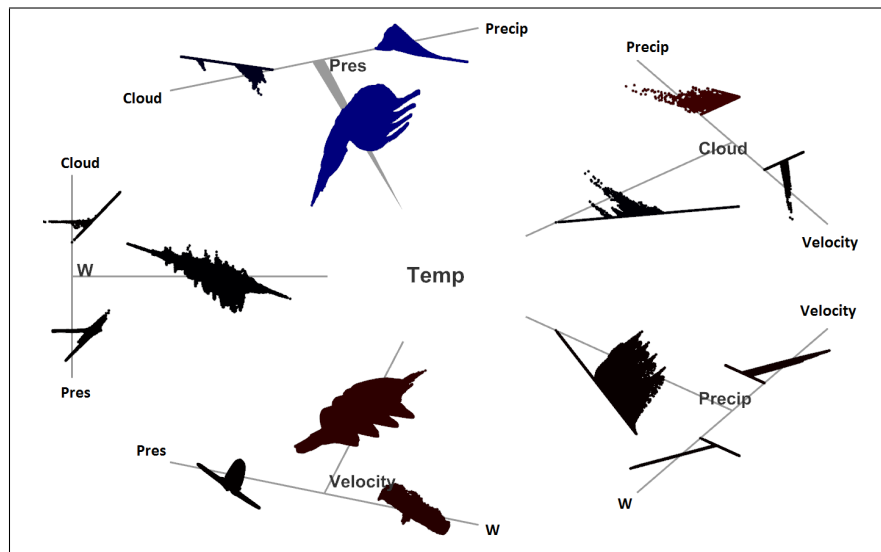 Precip
Pres
Cloud
Precip
Cloud
Velocity
Cloud
W
Pres
Temp
Velocity
Precip
W
Pres
Velocity
W